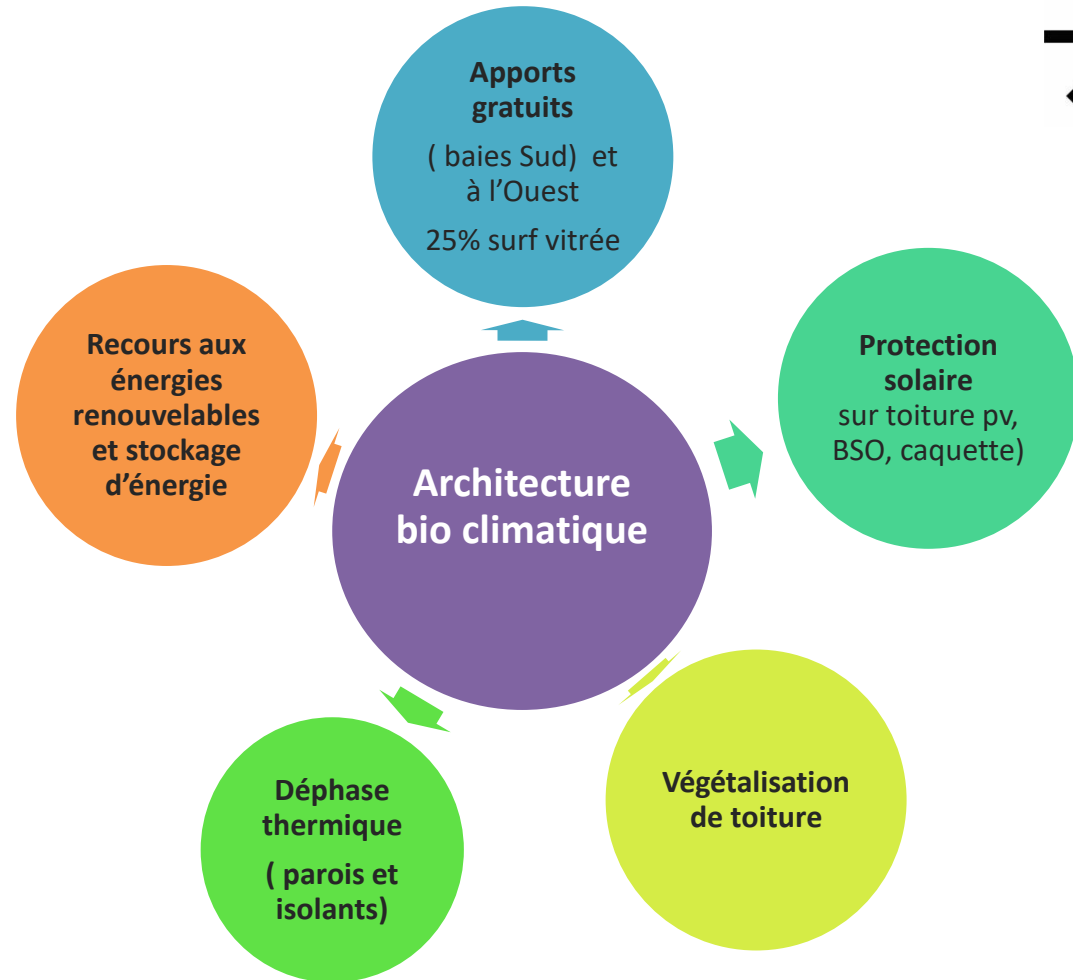 Apports
gratuits
( baies Sud) et
à l’Ouest
25% surf vitrée
Recours aux
énergies
renouvelables
et stockage
d’énergie
Protection
solaire
sur toiture pv,
BSO, caquette)
Architecture
bio climatique
Végétalisation
de toiture
Déphase
thermique
( parois et
isolants)